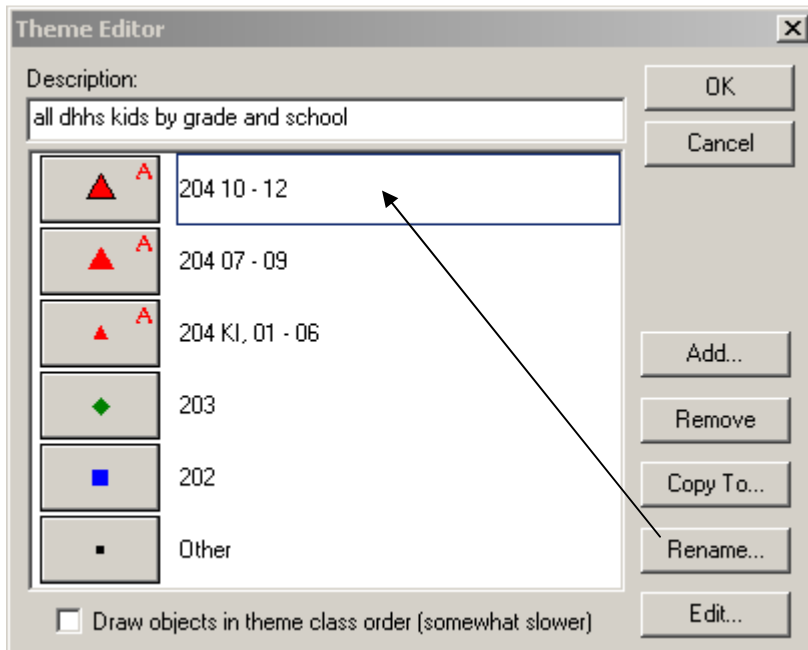 Theme Editor
Description:
all dhhs kids by grade and school
OK
Cancel
A
204 10 - 12
A
204 07 - 09
A
204 KI, 01 - 06
203
202
Other
Add...
Remove
Copy To...
Rename...
Edit...
Draw objects in theme class order (somewhat slower)